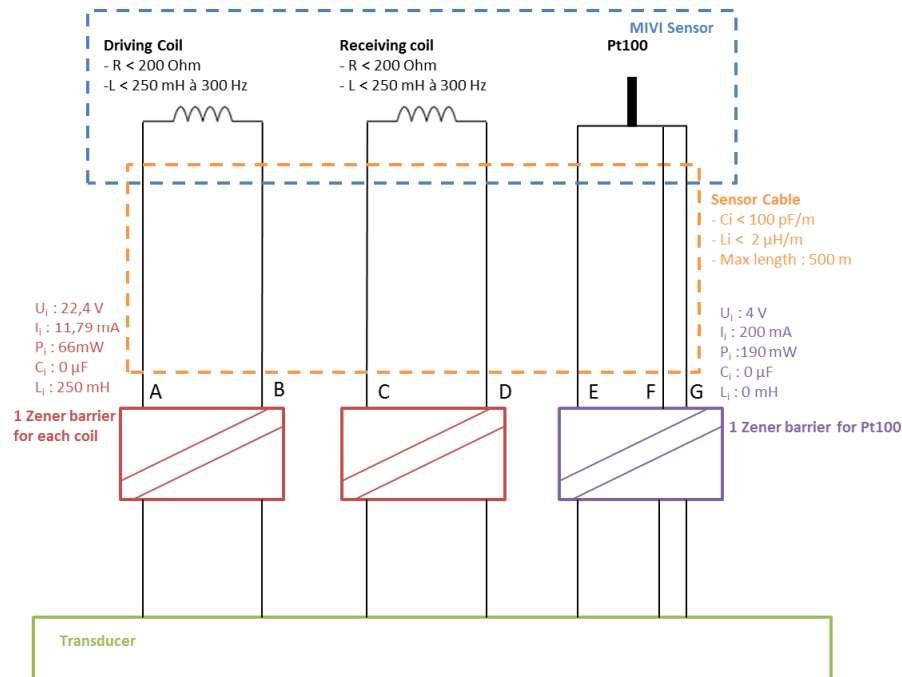 MIVI Sensor
Driving Coil
- R < 200 Ohm
-L < 250 mH à 300 Hz
Receiving coil
- R < 200 Ohm
- L < 250 mH à 300 Hz
Pt100
Sensor Cable
- Ci < 100 pF/m
- Li < 2 µH/m
- Max length : 500 m
Ui : 22,4 V
Ii : 11,79 mA
Pi : 66mW
Ci : 0 µF
Li : 250 mH
Ui : 4 V
Ii : 200 mA
Pi :190 mW
Ci : 0 µF
Li : 0 mH
A B C D E F G
1 Zener barrier
for each coil
1 Zener barrier for Pt100
Transducer